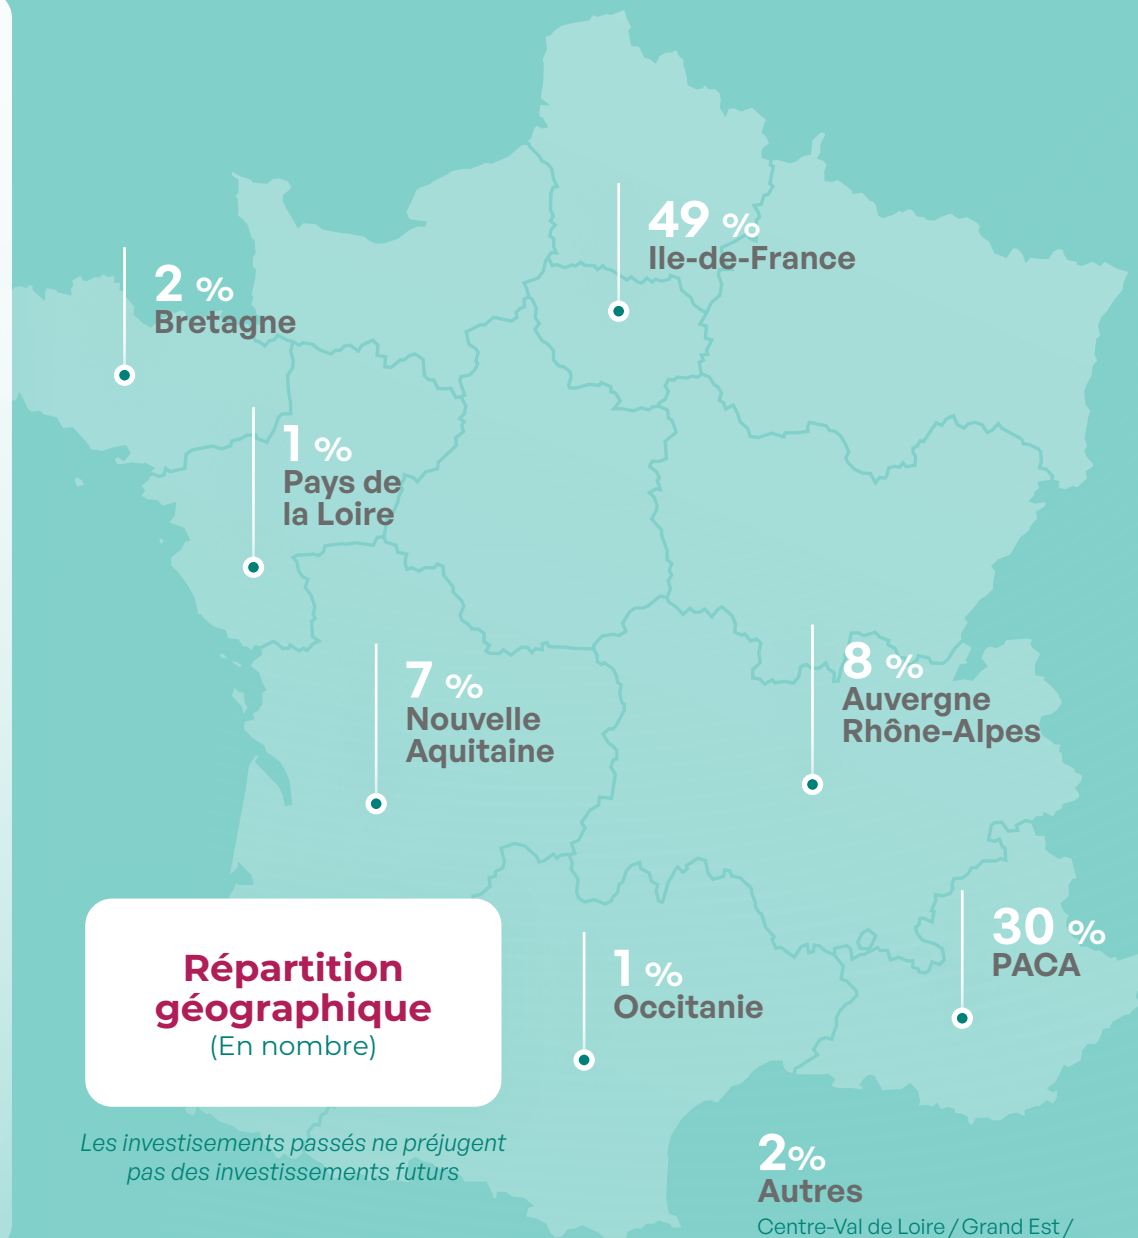 49 %
Ile-de-France
2 %
Bretagne
1 %
Pays de
la Loire
8 %
Auvergne
Rhône-Alpes
7 %
Nouvelle
Aquitaine
30 %
PACA
1 %
Occitanie
Répartition
géographique
(En nombre)
Les investisements passés ne préjugent
pas des investissements futurs
2%
Autres
Centre-Val de Loire / Grand Est /